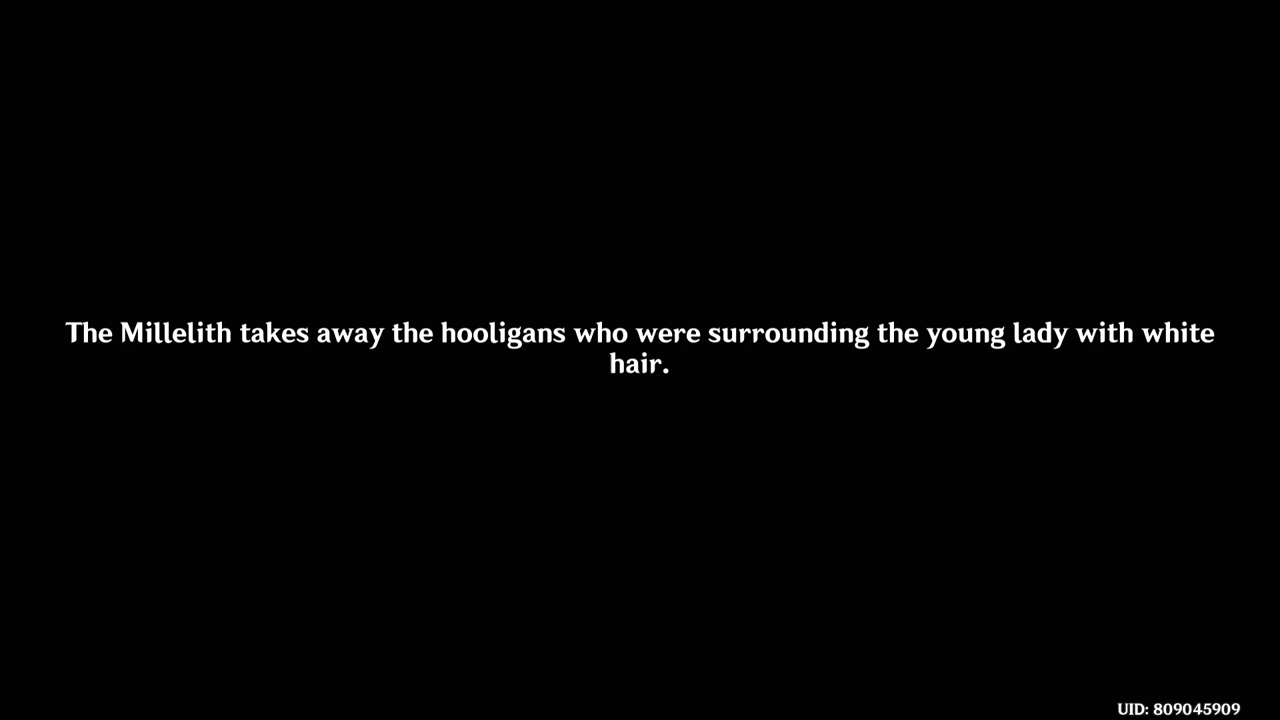 The Millelith takes away the hooligans who were surrounding the young lady with white
hair.
UID: 809045909